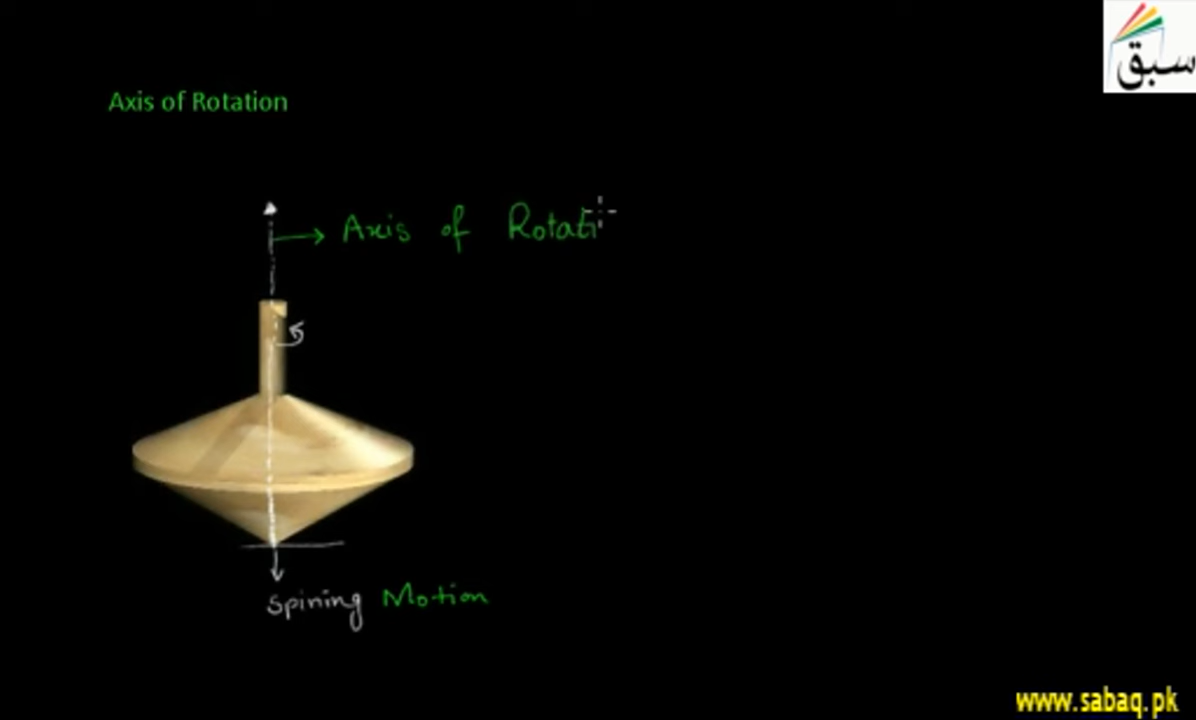 سبق
Axis of Rotation
Axis of Rotati
Spining Motion
www.sabaq.pk